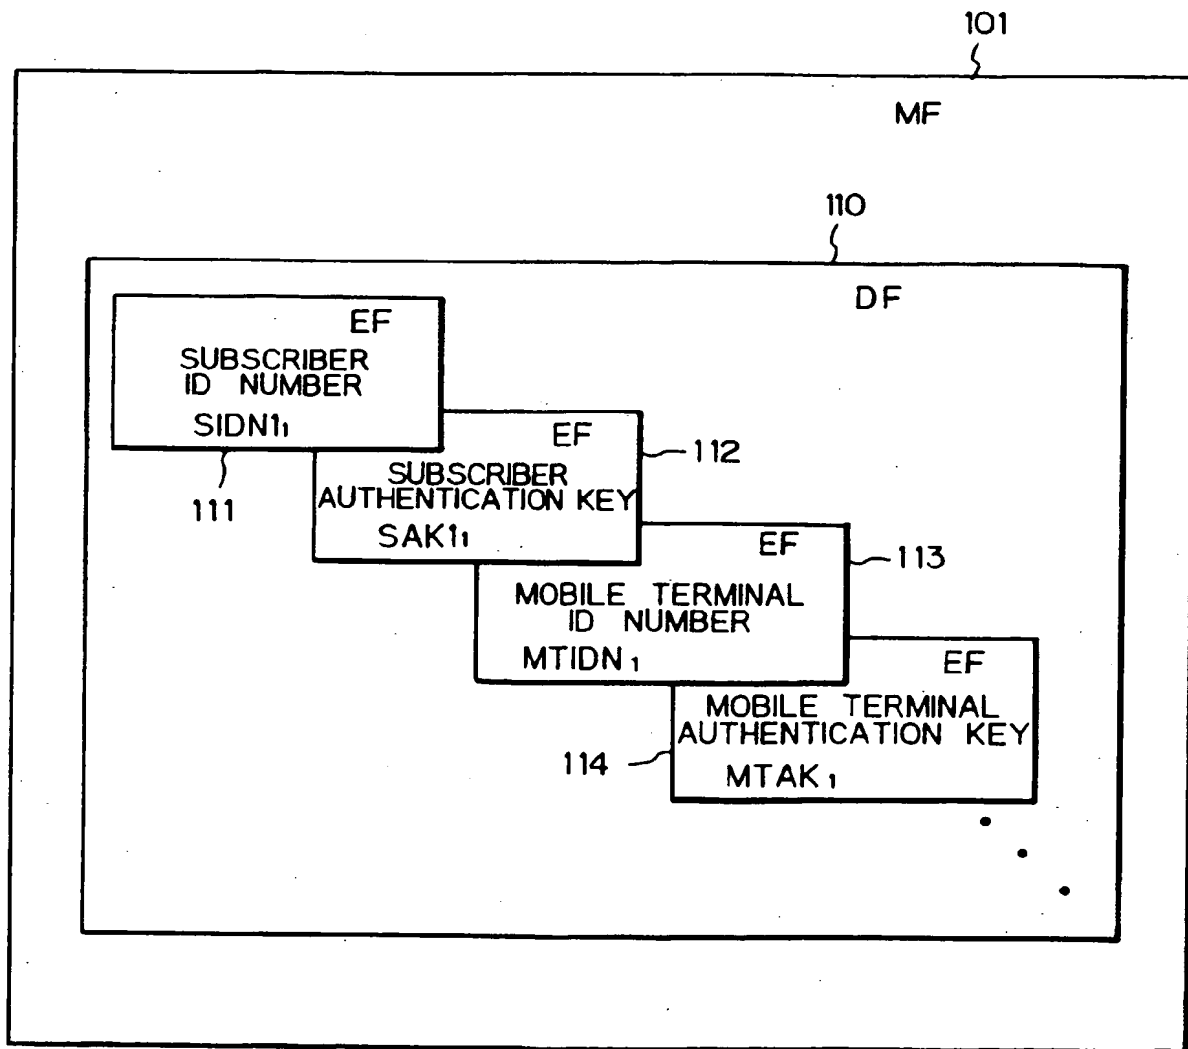 101
MF
110
DF
EF
SUBSCRIBER
ID NUMBER
SIDN1₁
111
EF
112
SUBSCRIBER
AUTHENTICATION KEY
SAK1₁
EF
113
MOBILE TERMINAL
ID NUMBER
MTIDN₁
EF
MOBILE TERMINAL
AUTHENTICATION KEY
114
MTAK₁